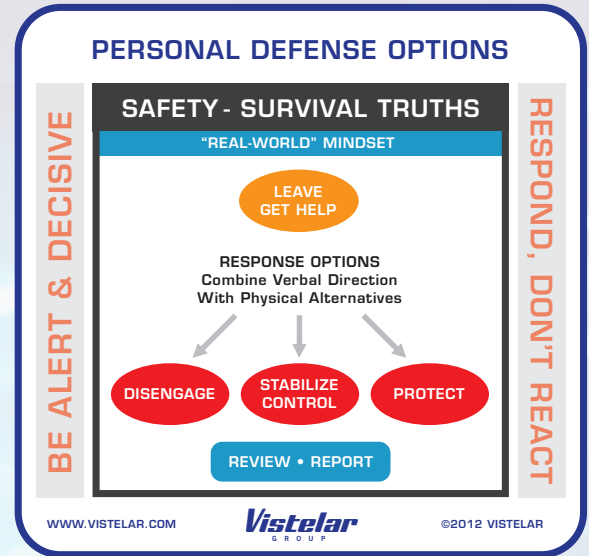 PERSONAL DEFENSE OPTIONS
BE ALERT & DECISIVE
SAFETY - SURVIVAL TRUTHS
"REAL-WORLD" MINDSET
LEAVE
GET HELP
RESPONSE OPTIONS
Combine Verbal Direction
With Physical Alternatives
DISENGAGE
STABILIZE
CONTROL
PROTECT
REVIEW • REPORT
RESPOND, DON'T REACT
WWW.VISTELAR.COM
Vistelar
GROUP
©2012 VISTELAR